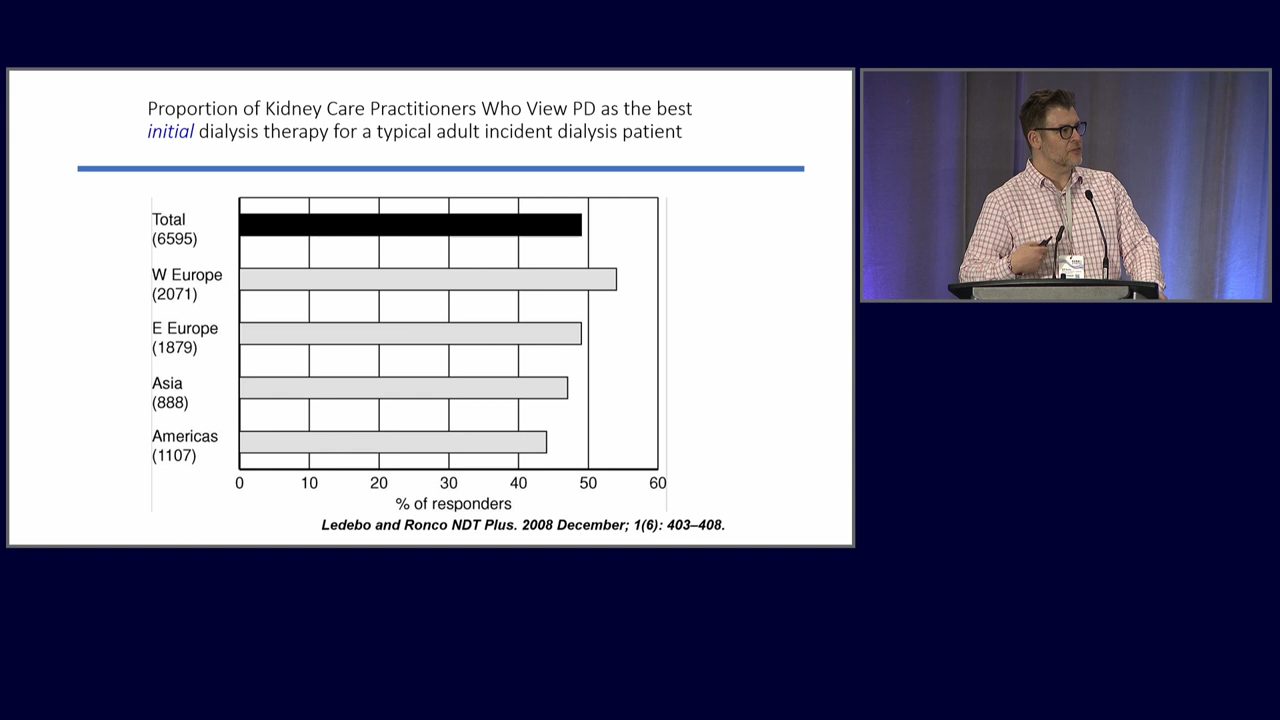 Proportion of Kidney Care Practitioners Who View PD as the best
initial dialysis therapy for a typical adult incident dialysis patient
Total
(6595)
W Europe
(2071)
E Europe
(1879)
Asia
(888)
Americas
(1107)
0 10 20 30 40 50 60
% of responders
Ledebo and Ronco NDT Plus. 2008 December; 1(6): 403–408.